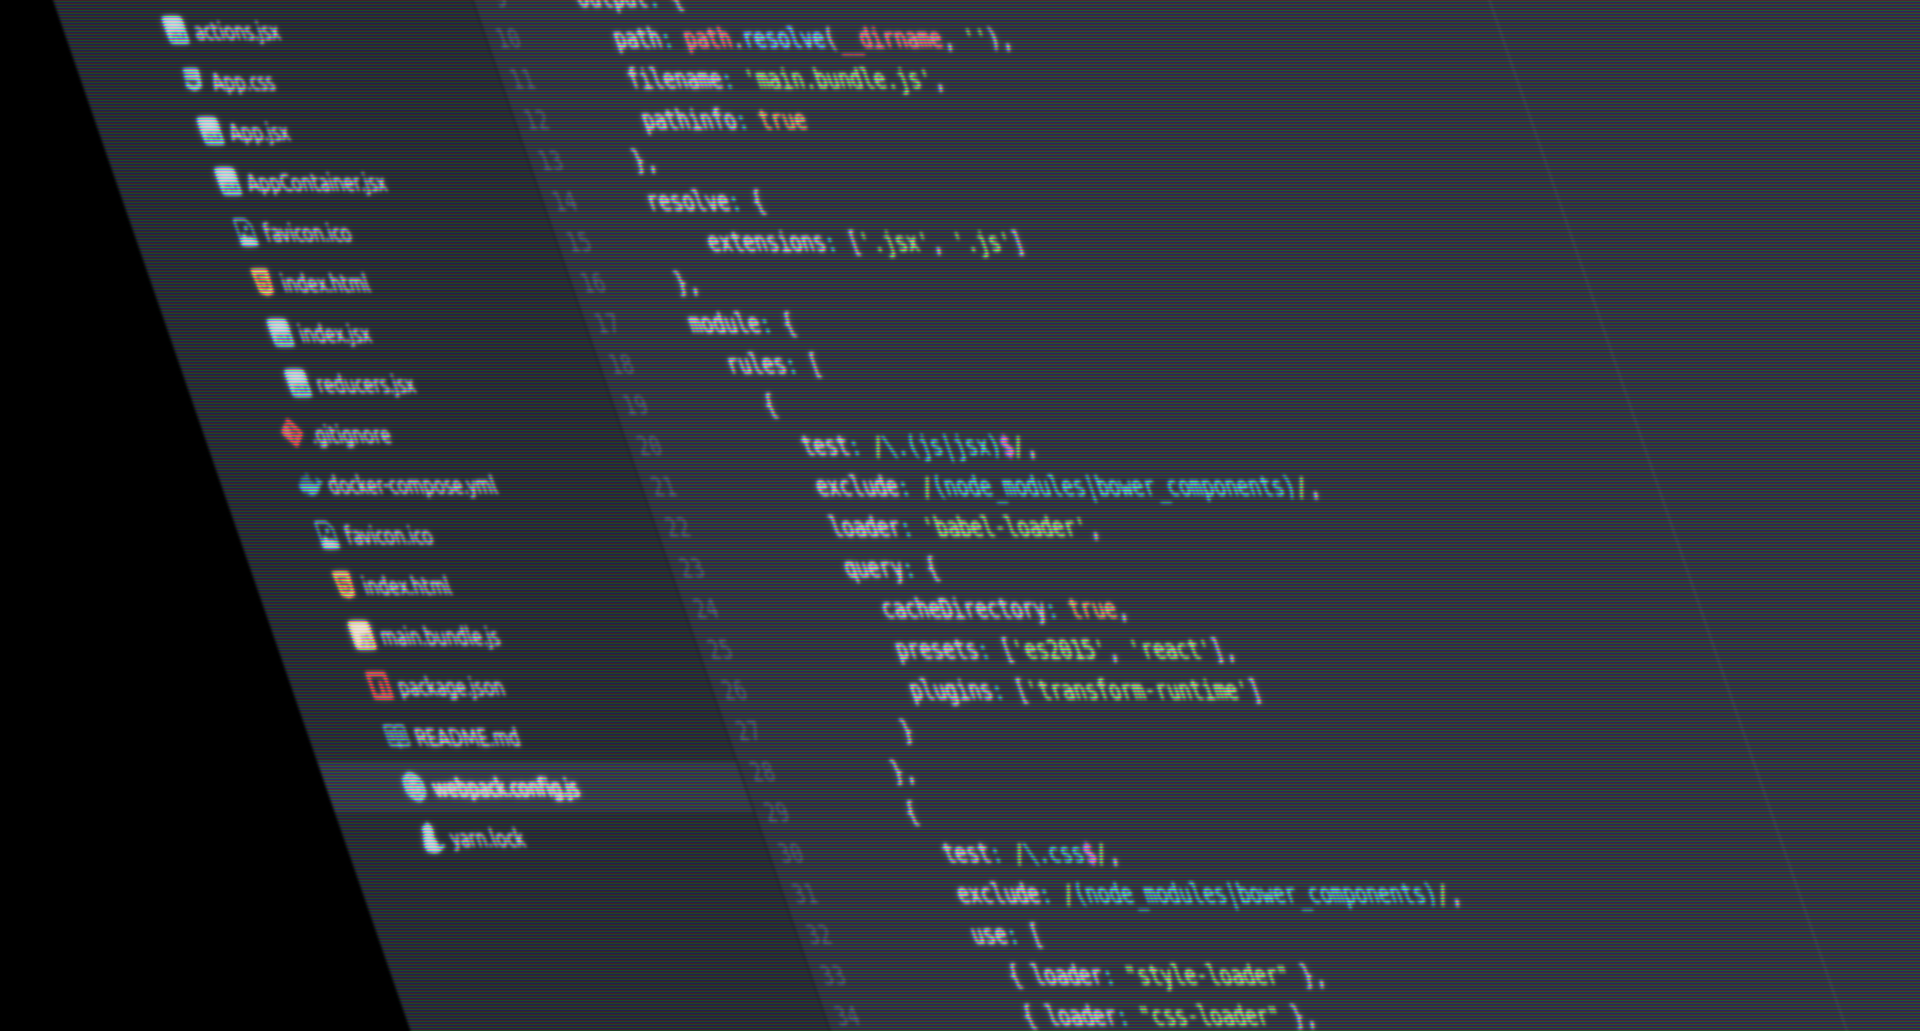 actions.jsx
App.css
App.jsx
AppContainer.jsx
favicon.ico
index.html
index.jsx
reducers.jsx
.gitignore
docker-compose.yml
favicon.ico
index.html
main.bundle.js
package.json
README.md
webpack.config.js
yarn.lock
9 output: {
10 path: path.resolve(__dirname, ''),
11 filename: 'main.bundle.js',
12 pathinfo: true
13 },
14 resolve: {
15 extensions: ['.jsx', '.js']
16 },
17 module: {
18 rules: [
19 {
20 test: /\.(js|jsx)$/,
21 exclude: /(node_modules|bower_components)/,
22 loader: 'babel-loader',
23 query: {
24 cacheDirectory: true,
25 presets: ['es2015', 'react'],
26 plugins: ['transform-runtime']
27 }
28 },
29 {
30 test: /\.css$/,
31 exclude: /(node_modules|bower_components)/,
32 use: [
33 { loader: "style-loader" },
34 { loader: "css-loader" },